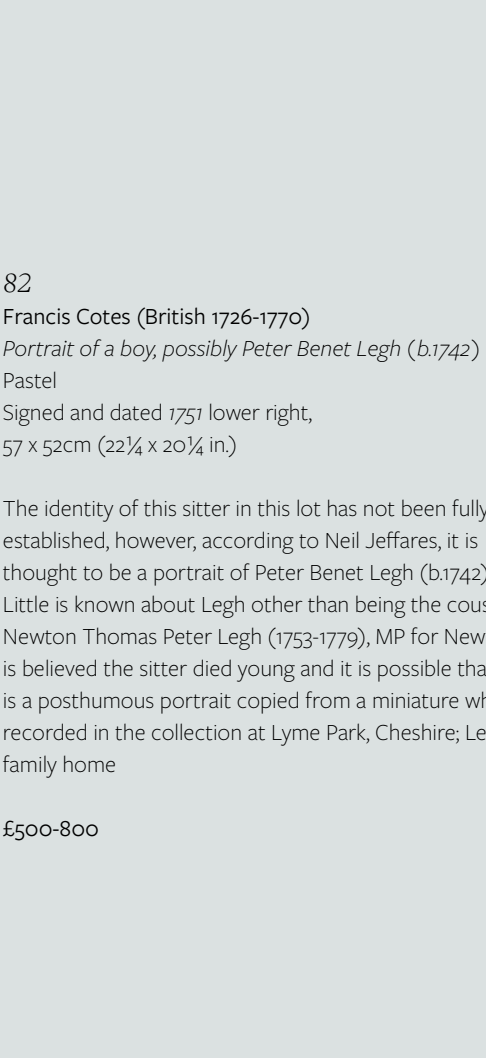 82
Francis Cotes (British 1726-1770)
Portrait of a boy, possibly Peter Benet Legh (b.1742)
Pastel
Signed and dated 1751 lower right,
57 x 52cm (22¼ x 20¼ in.)
The identity of this sitter in this lot has not been fully
established, however, according to Neil Jeffares, it is
thought to be a portrait of Peter Benet Legh (b.1742)
Little is known about Legh other than being the
Newton Thomas Peter Legh (1753-1779), MP for
is believed the sitter died young and it is possible
is a posthumous portrait copied from a miniature
recorded in the collection at Lyme Park, Cheshire;
family home
£500-800